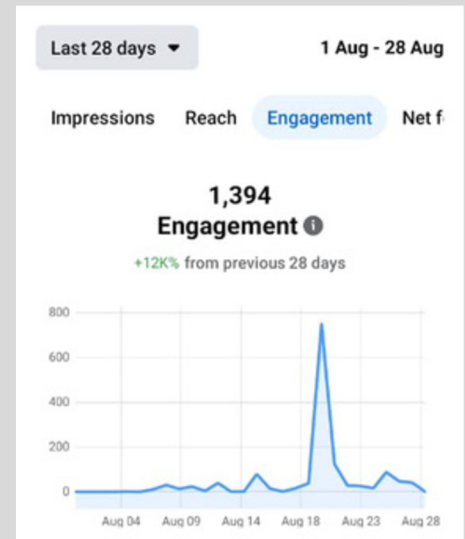 Last 28 days
1 Aug - 28 Aug
Impressions Reach Engagement Net f
1,394
Engagement
+12K% from previous 28 days
800
600
400
200
0
Aug 04 Aug 09 Aug 14 Aug 18 Aug 23 Aug 28